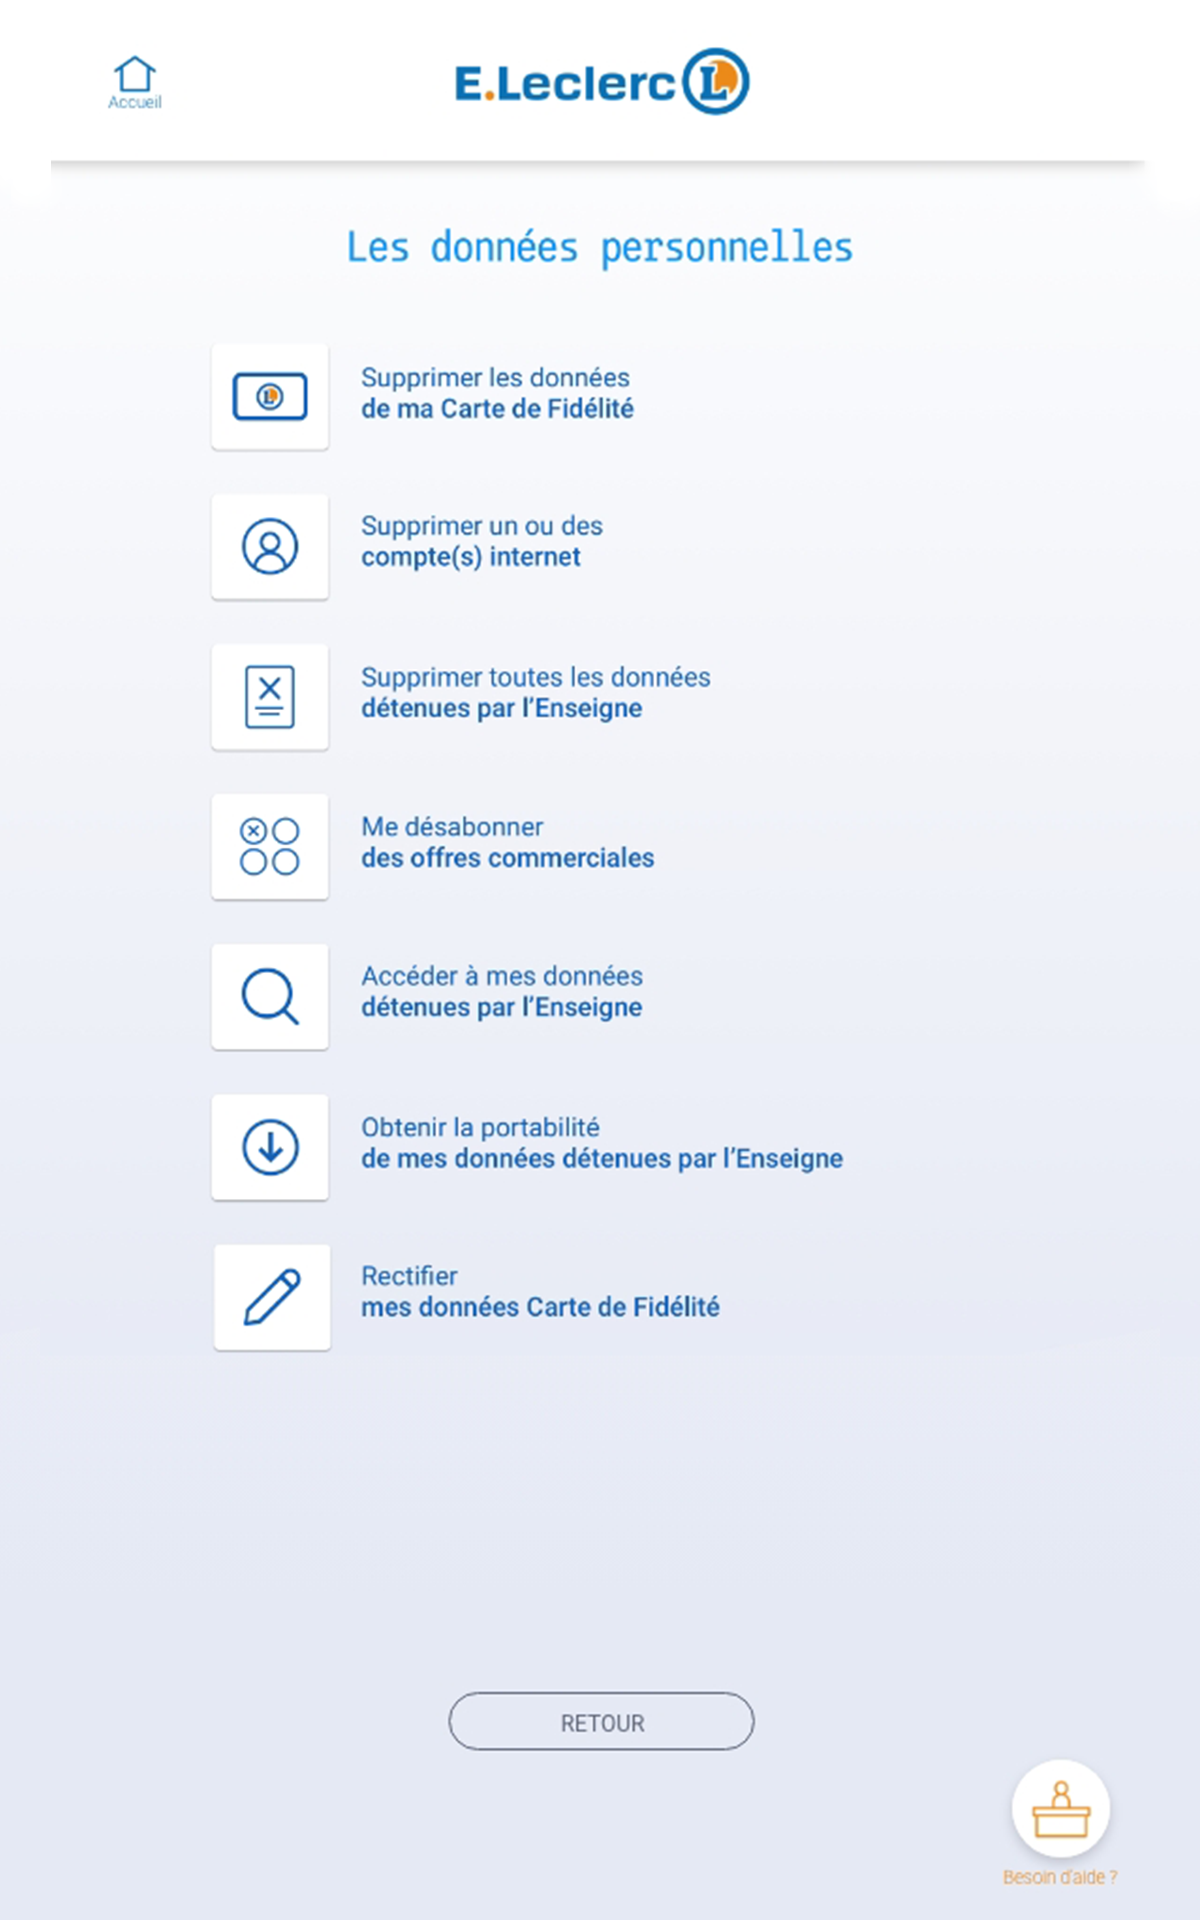 Accueil
E.Leclerc L
Les données personnelles
L
Supprimer les données
de ma Carte de Fidélité
Supprimer un ou des
compte(s) internet
Supprimer toutes les données
détenues par l'Enseigne
Me désabonner
des offres commerciales
Accéder à mes données
détenues par l'Enseigne
Obtenir la portabilité
de mes données détenues par l'Enseigne
Rectifier
mes données Carte de Fidélité
RETOUR
Besoin d'aide ?